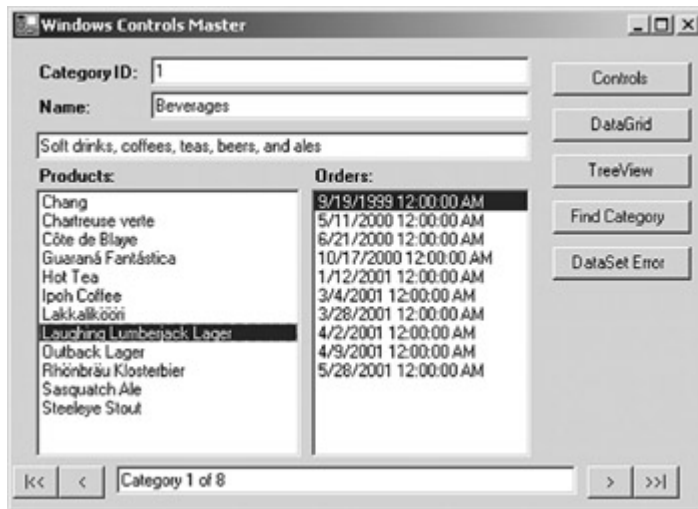 Windows Controls Master
Category ID: 1
Controls
Name: Beverages
DataGrid
Soft drinks, coffees, teas, beers, and ales
TreeView
Products:
Chang
Chartreuse verte
Côte de Blaye
Guaraná Fantástica
Hot Tea
Ipoh Coffee
Lakkalikööri
Laughing Lumberjack Lager
Outback Lager
Rhönbräu Klosterbier
Sasquatch Ale
Steeleye Stout
Orders:
9/19/1999 12:00:00 AM
5/11/2000 12:00:00 AM
6/21/2000 12:00:00 AM
10/17/2000 12:00:00 AM
1/12/2001 12:00:00 AM
3/4/2001 12:00:00 AM
3/28/2001 12:00:00 AM
4/2/2001 12:00:00 AM
4/9/2001 12:00:00 AM
5/28/2001 12:00:00 AM
Find Category
DataSet Error
|<< < Category 1 of 8 > >>|